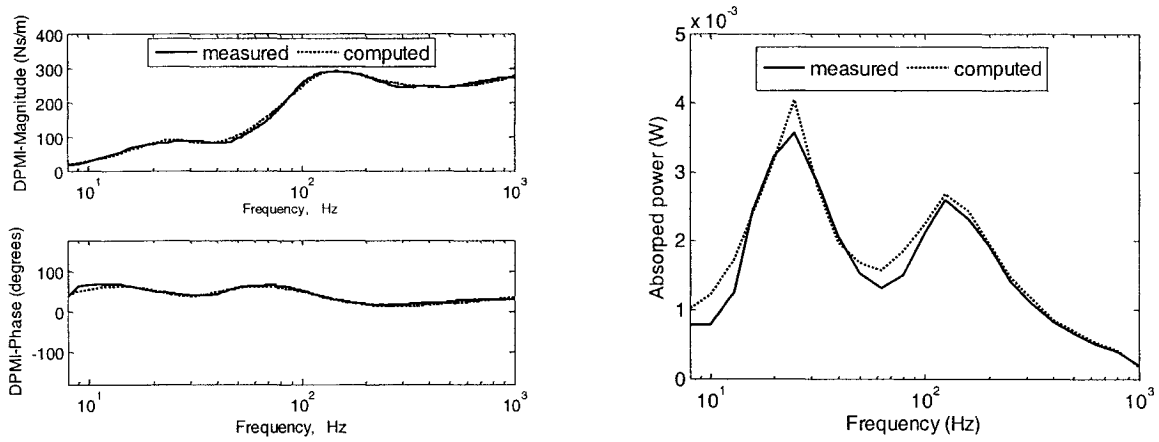 400
300
200
100
0
DPMI-Magnitude (Ns/m)
measured computed
10¹ 10² 10³
Frequency, Hz
100
0
-100
DPMI-Phase (degrees)
10¹ 10² 10³
Frequency, Hz
x 10⁻³
5
4
3
2
1
0
Absorped power (W)
measured computed
10¹ 10² 10³
Frequency (Hz)